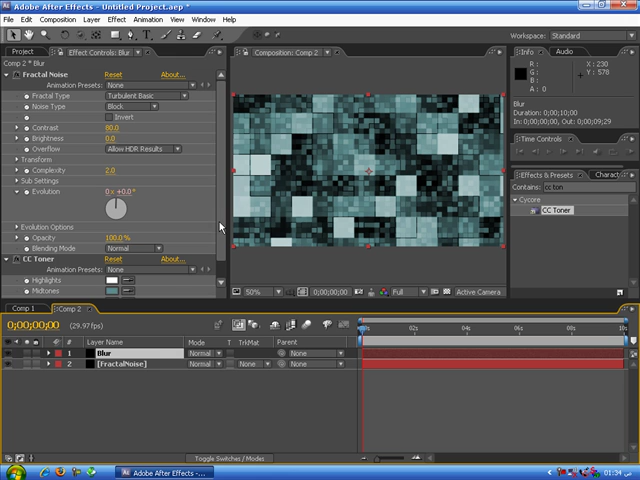 Adobe After Effects - Untitled Project.aep *
File Edit Composition Layer Effect Animation View Window Help
Workspace: Standard
Project Effect Controls: Blur Composition: Comp 2 Info Audio
Comp 2 * Blur
Fractal Noise Reset About...
Animation Presets: None
Fractal Type Turbulent Basic
Noise Type Block
Invert
Contrast 80.0
Brightness 0.0
Overflow Allow HDR Results
Transform
Complexity 2.0
Sub Settings
Evolution 0 x +0.0°
Evolution Options
Opacity 100.0%
Blending Mode Normal
CC Toner Reset About...
Animation Presets: None
Highlights
Midtones
50% 0;00;00;00 Full Active Camera
R :
G :
B :
A : 0
X : 230
Y : 578
Blur
Duration: 0;00;10;00
In: 0;00;00;00, Out: 0;00;09;29
Time Controls
Effects & Presets Charact
Contains: cc ton
Cycore
CC Toner
Comp 1 Comp 2
0;00;00;00 (29.97 fps)
# Layer Name Mode T TrkMat Parent
1 Blur Normal None
2 [FractalNoise] Normal None None
05s 10s
Toggle Switches / Modes
Adobe After Effects -...
01:34 ص